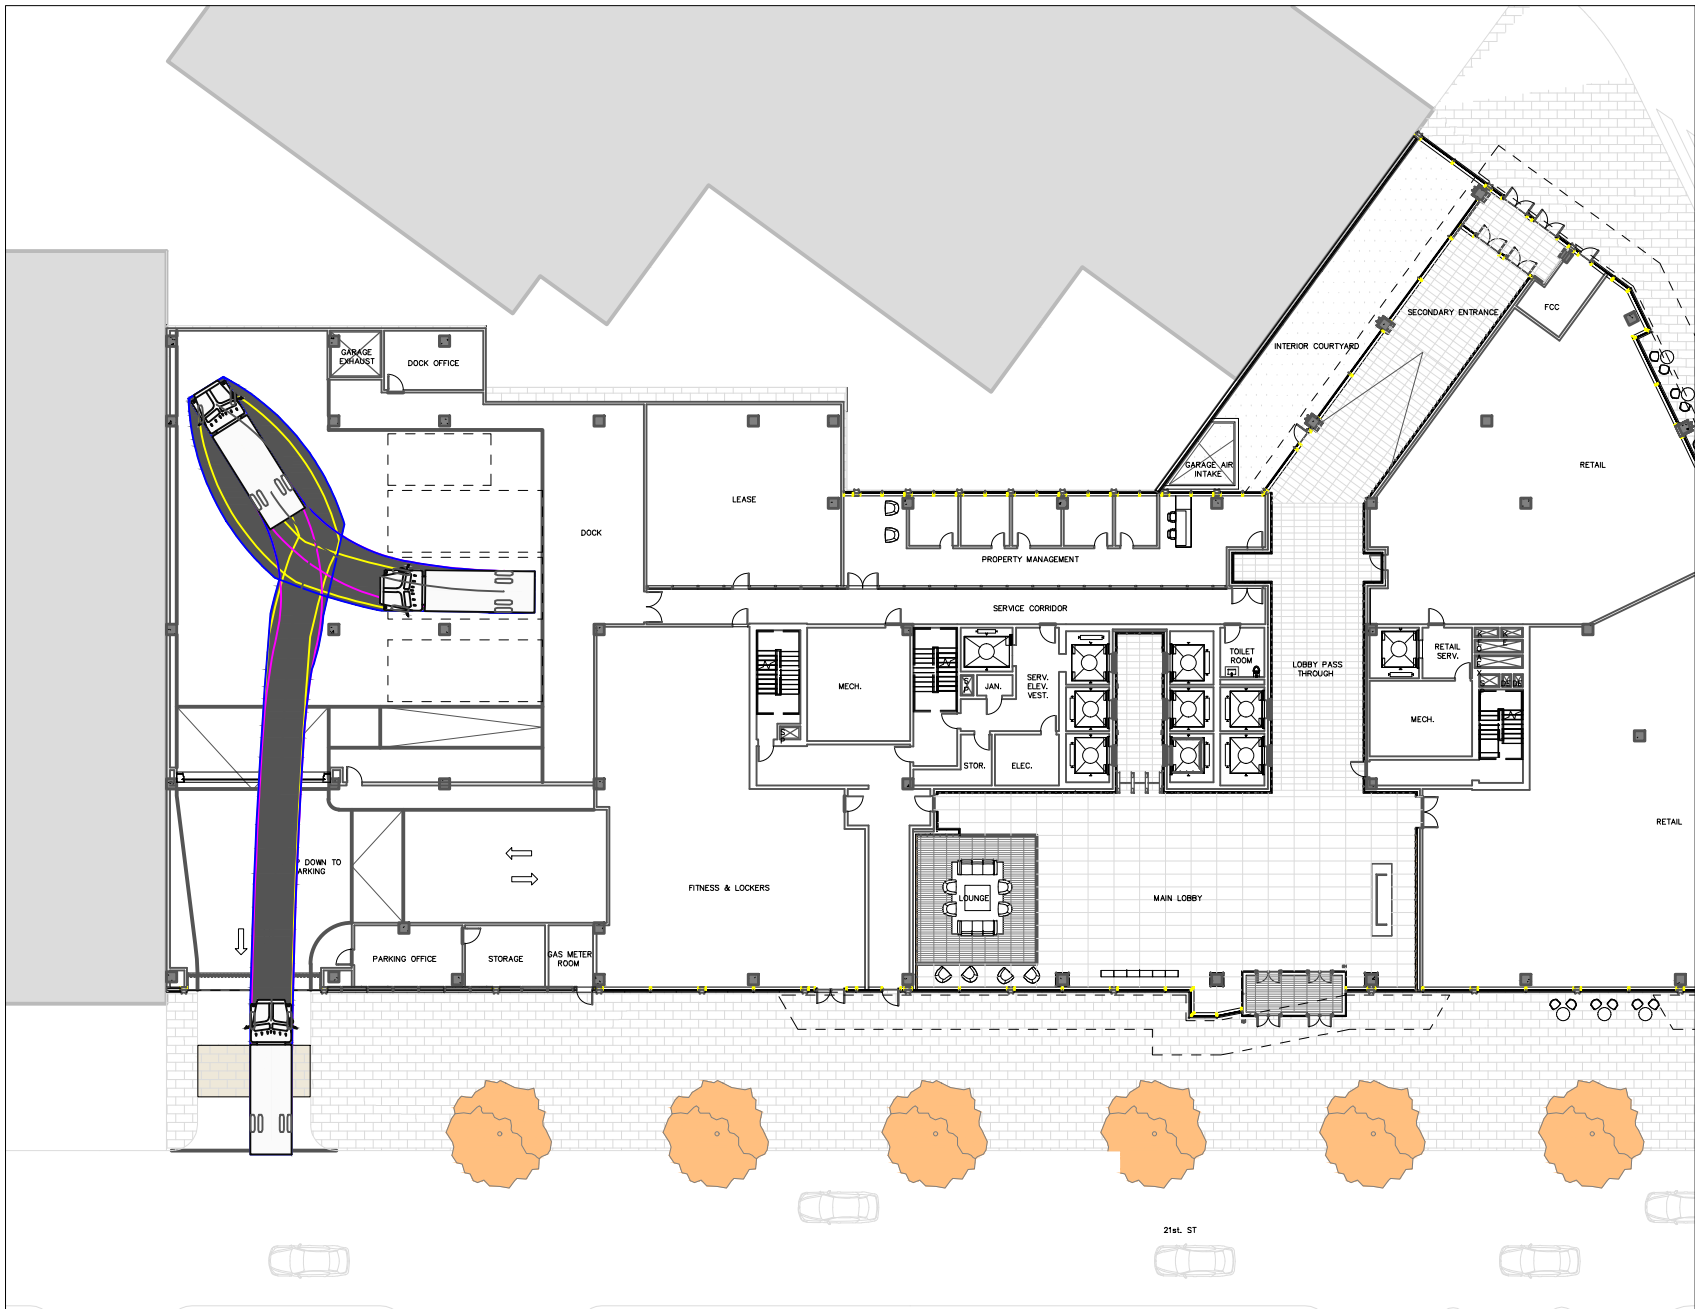 SECONDARY ENTRANCE
FCC
INTERIOR COURTYARD
GARAGE
EXHAUST
DOCK OFFICE
GARAGE AIR
INTAKE
RETAIL
LEASE
DOCK
PROPERTY MANAGEMENT
SERVICE CORRIDOR
TOILET
ROOM
RETAIL
SERV.
LOBBY PASS
THROUGH
MECH.
JAN.
SERV.
ELEV.
VEST.
MECH.
STOR.
ELEC.
RETAIL
DOWN TO
ARKING
FITNESS & LOCKERS
LOUNGE
MAIN LOBBY
PARKING OFFICE
STORAGE
GAS METER
ROOM
21st. ST